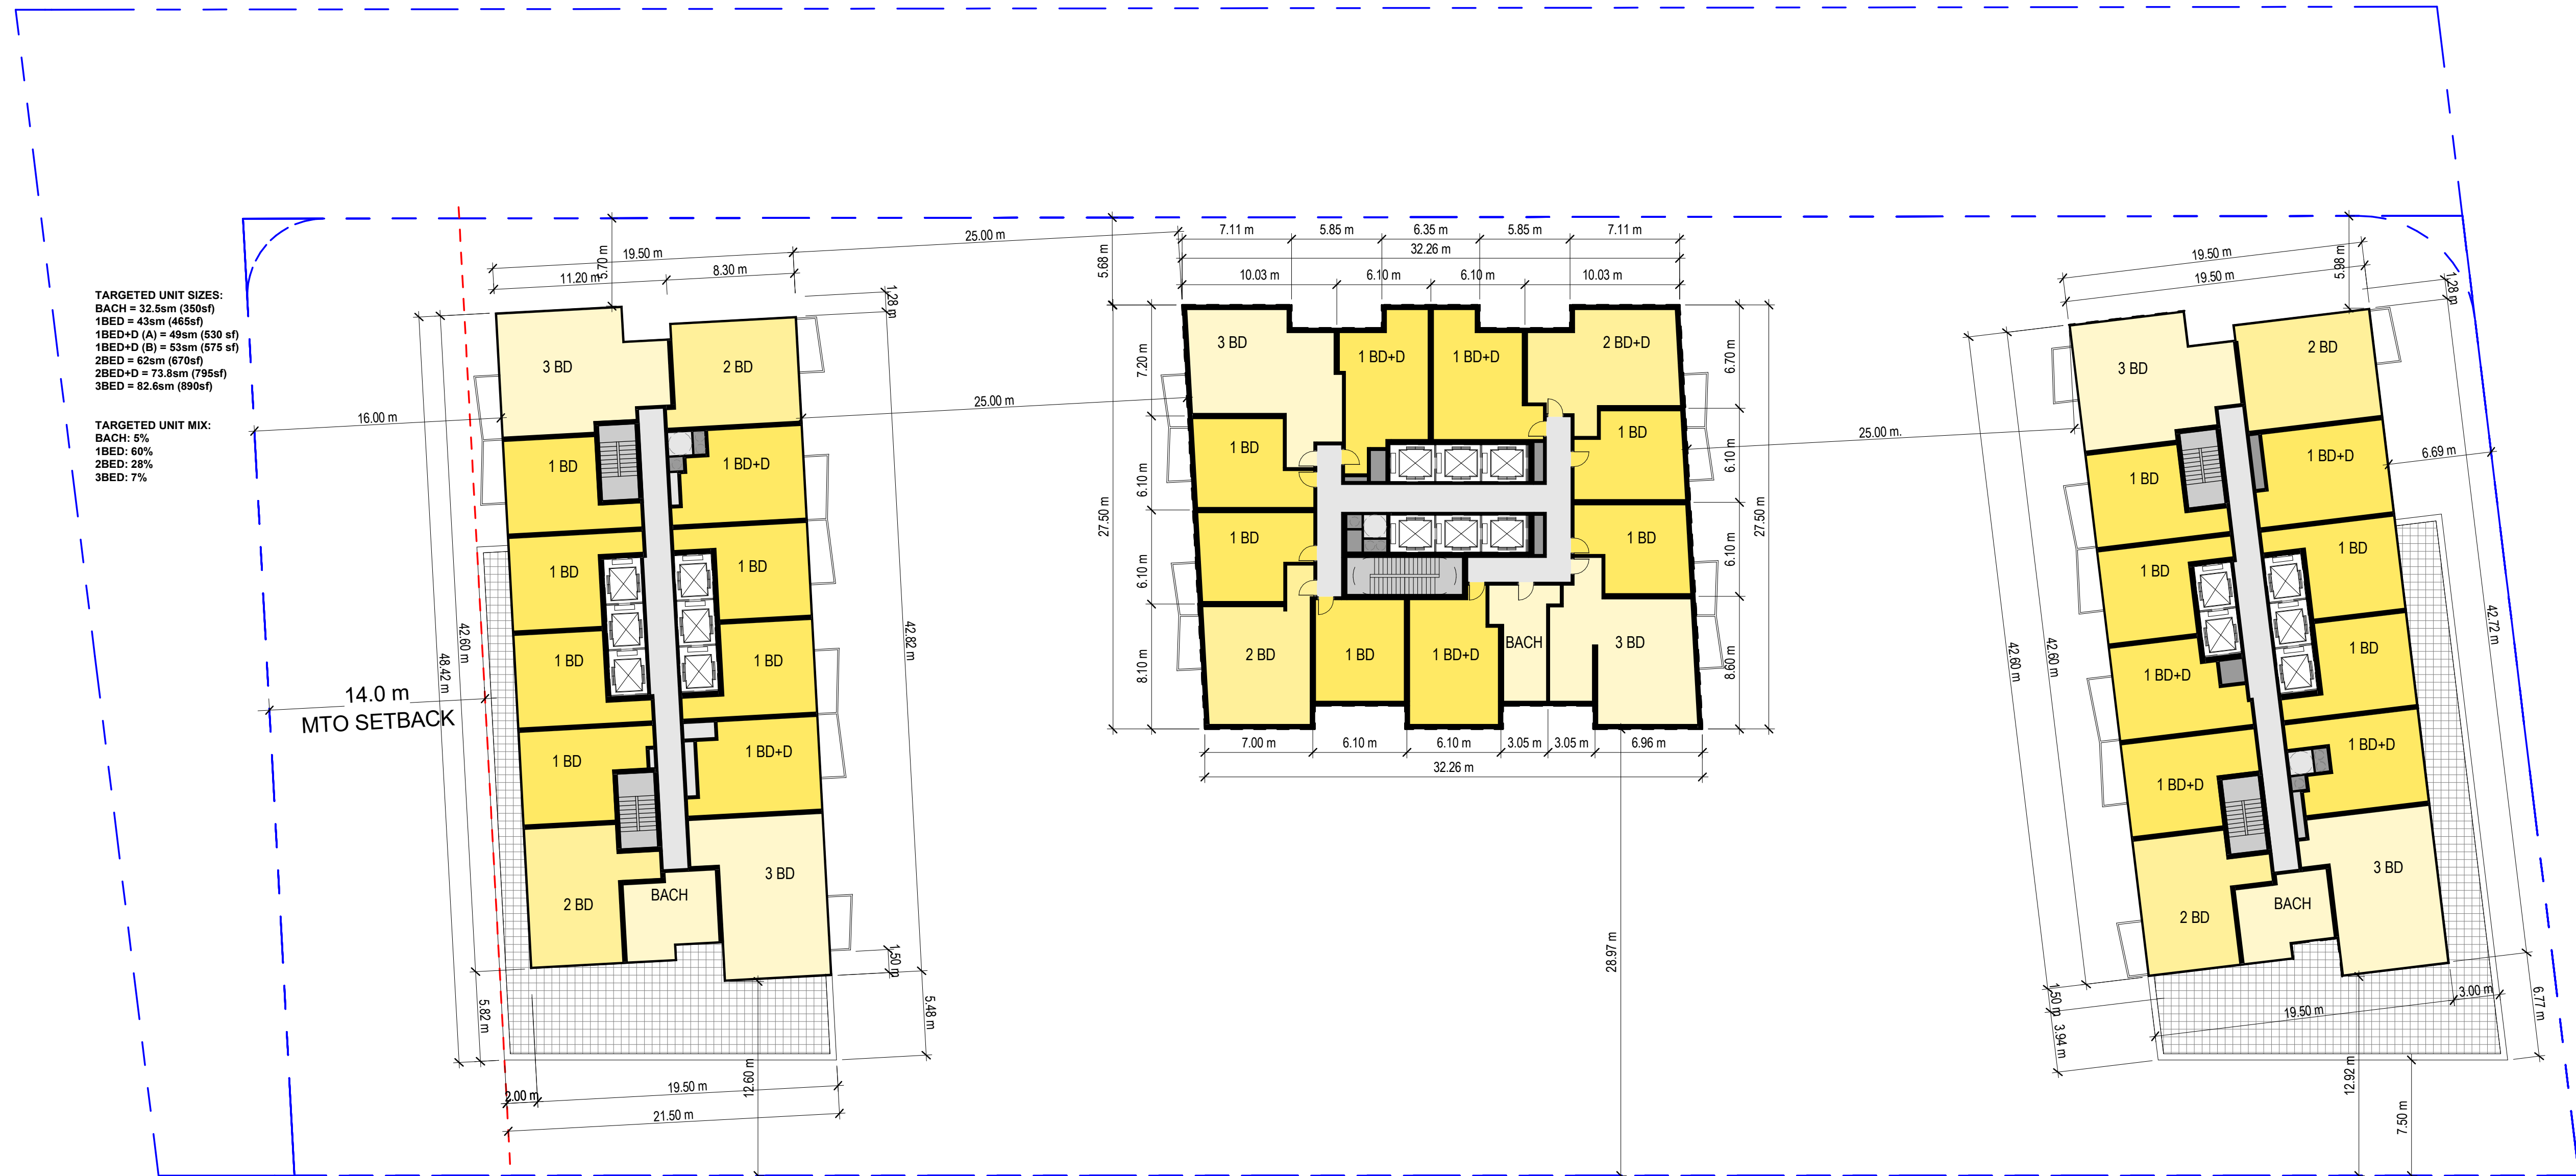 TARGETED UNIT SIZES:
BACH = 32.5sm (350sf)
1BED = 43sm (465sf)
1BED+D (A) = 49sm (530 sf)
1BED+D (B) = 53sm (575 sf)
2BED = 62sm (670sf)
2BED+D = 73.8sm (795sf)
3BED = 82.6sm (890sf)
TARGETED UNIT MIX:
BACH: 5%
1BED: 60%
2BED: 28%
3BED: 7%
16.00 m
14.0 m
MTO SETBACK
5.70 m
19.50 m
11.20 m
8.30 m
1.28 m
3 BD
2 BD
1 BD
1 BD+D
1 BD
1 BD
1 BD
1 BD
1 BD
1 BD+D
2 BD
BACH
3 BD
42.60 m
48.42 m
42.82 m
1.50 m
5.82 m
5.48 m
2.00 m
19.50 m
21.50 m
12.60 m
25.00 m
25.00 m
5.68 m
7.11 m
5.85 m
6.35 m
5.85 m
7.11 m
32.26 m
10.03 m
6.10 m
6.10 m
10.03 m
27.50 m
7.20 m
6.10 m
6.10 m
8.10 m
3 BD
1 BD+D
1 BD+D
2 BD+D
1 BD
1 BD
1 BD
1 BD
2 BD
1 BD
1 BD+D
BACH
3 BD
6.70 m
6.10 m
6.10 m
8.60 m
27.50 m
7.00 m
6.10 m
6.10 m
3.05 m
3.05 m
6.96 m
32.26 m
28.97 m
25.00 m.
19.50 m
19.50 m
5.98 m
1.28 m
3 BD
2 BD
1 BD
1 BD+D
6.69 m
1 BD
1 BD
1 BD+D
1 BD
1 BD+D
1 BD+D
2 BD
BACH
3 BD
42.60 m
42.60 m
42.72 m
1.50 m
3.94 m
3.00 m
19.50 m
6.77 m
12.92 m
7.50 m